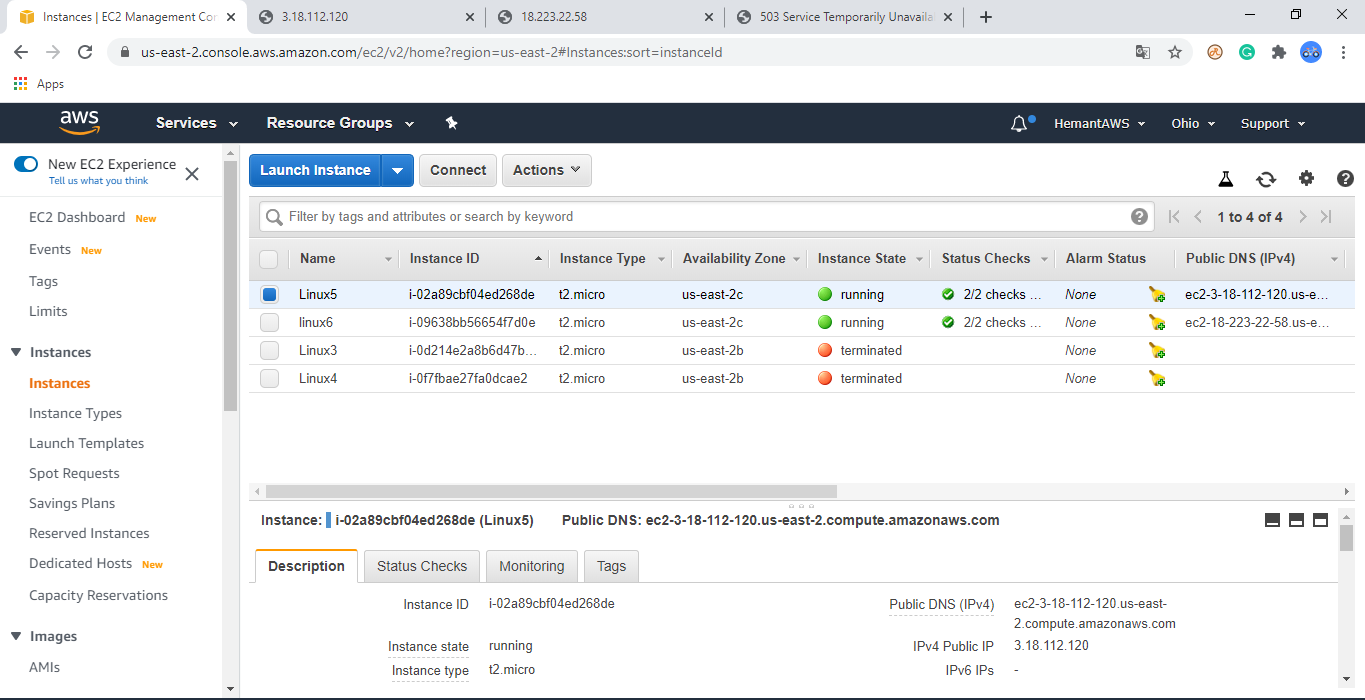 Instances | EC2 Management Con
3.18.112.120
18.223.22.58
503 Service Temporarily Unavaila
us-east-2.console.aws.amazon.com/ec2/v2/home?region=us-east-2#Instances:sort=instanceId
Apps
aws
Services
Resource Groups
HemantAWS
Ohio
Support
New EC2 Experience
Tell us what you think
EC2 Dashboard New
Events New
Tags
Limits
Instances
Instances
Instance Types
Launch Templates
Spot Requests
Savings Plans
Reserved Instances
Dedicated Hosts New
Capacity Reservations
Images
AMIs
Launch Instance
Connect
Actions
Filter by tags and attributes or search by keyword
1 to 4 of 4
Name Instance ID Instance Type Availability Zone Instance State Status Checks Alarm Status Public DNS (IPv4)
Linux5 i-02a89cbf04ed268de t2.micro us-east-2c running 2/2 checks ... None ec2-3-18-112-120.us-e...
linux6 i-09638bb56654f7d0e t2.micro us-east-2c running 2/2 checks ... None ec2-18-223-22-58.us-e...
Linux3 i-0d214e2a8b6d47b... t2.micro us-east-2b terminated None
Linux4 i-0f7fbae27fa0dcae2 t2.micro us-east-2b terminated None
Instance: i-02a89cbf04ed268de (Linux5) Public DNS: ec2-3-18-112-120.us-east-2.compute.amazonaws.com
Description
Status Checks
Monitoring
Tags
Instance ID i-02a89cbf04ed268de
Instance state running
Instance type t2.micro
Public DNS (IPv4) ec2-3-18-112-120.us-east-
2.compute.amazonaws.com
IPv4 Public IP 3.18.112.120
IPv6 IPs -